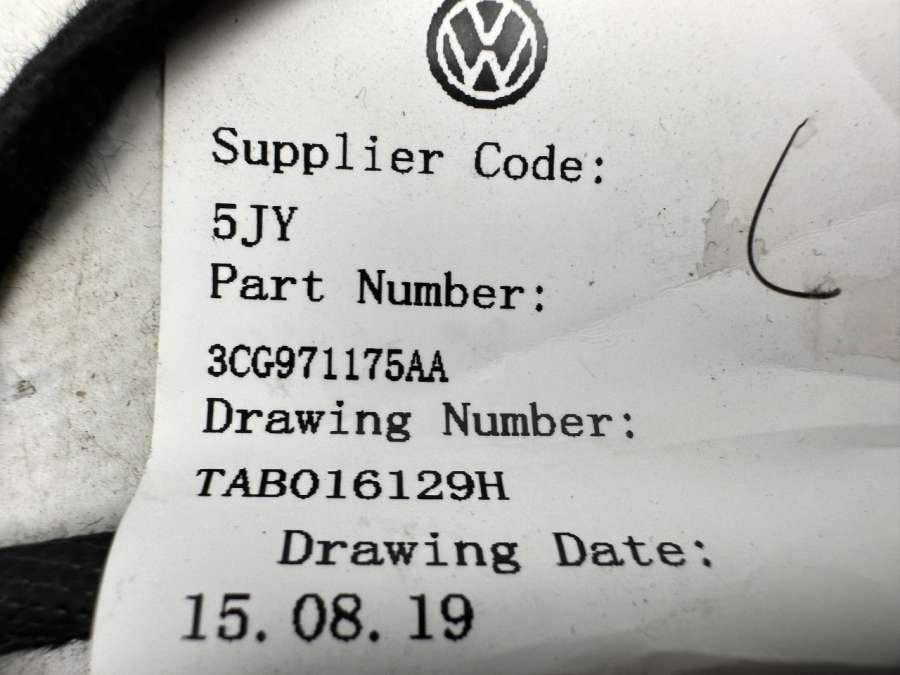 Supplier Code:
5JY
Part Number:
3CG971175AA
Drawing Number:
TAB016129H
Drawing Date:
15.08.19